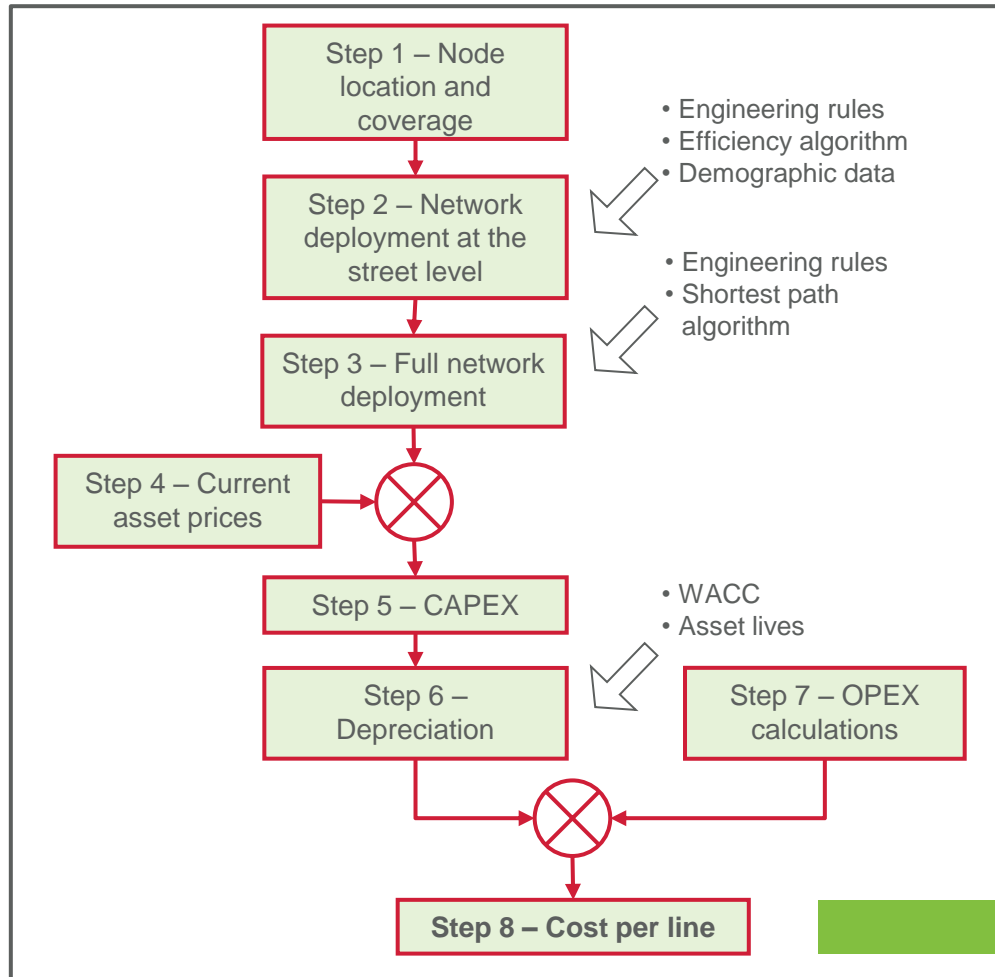 Step 1 – Node
location and
coverage
• Engineering rules
• Efficiency algorithm
• Demographic data
Step 2 – Network
deployment at the
street level
• Engineering rules
• Shortest path
algorithm
Step 3 – Full network
deployment
Step 4 – Current
asset prices
Step 5 – CAPEX
• WACC
• Asset lives
Step 6 –
Depreciation
Step 7 – OPEX
calculations
Step 8 – Cost per line